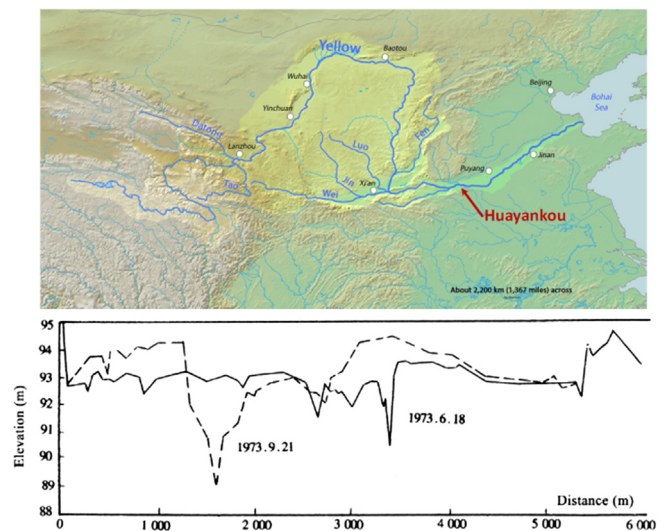 Yellow
Baotou
Wuhai
Beijing
Yinchuan
Bohai
Sea
Datong
Lanzhou
Luo
Fen
Jinan
Puyang
Tao
Jin
Xi'an
Wei
Huayankou
About 2,200 km (1,367 miles) across
95
94
93
92
91
90
89
88
Elevation (m)
1973.6.18
1973.9.21
Distance (m)
0
1 000
2 000
3 000
4 000
5 000
6 000